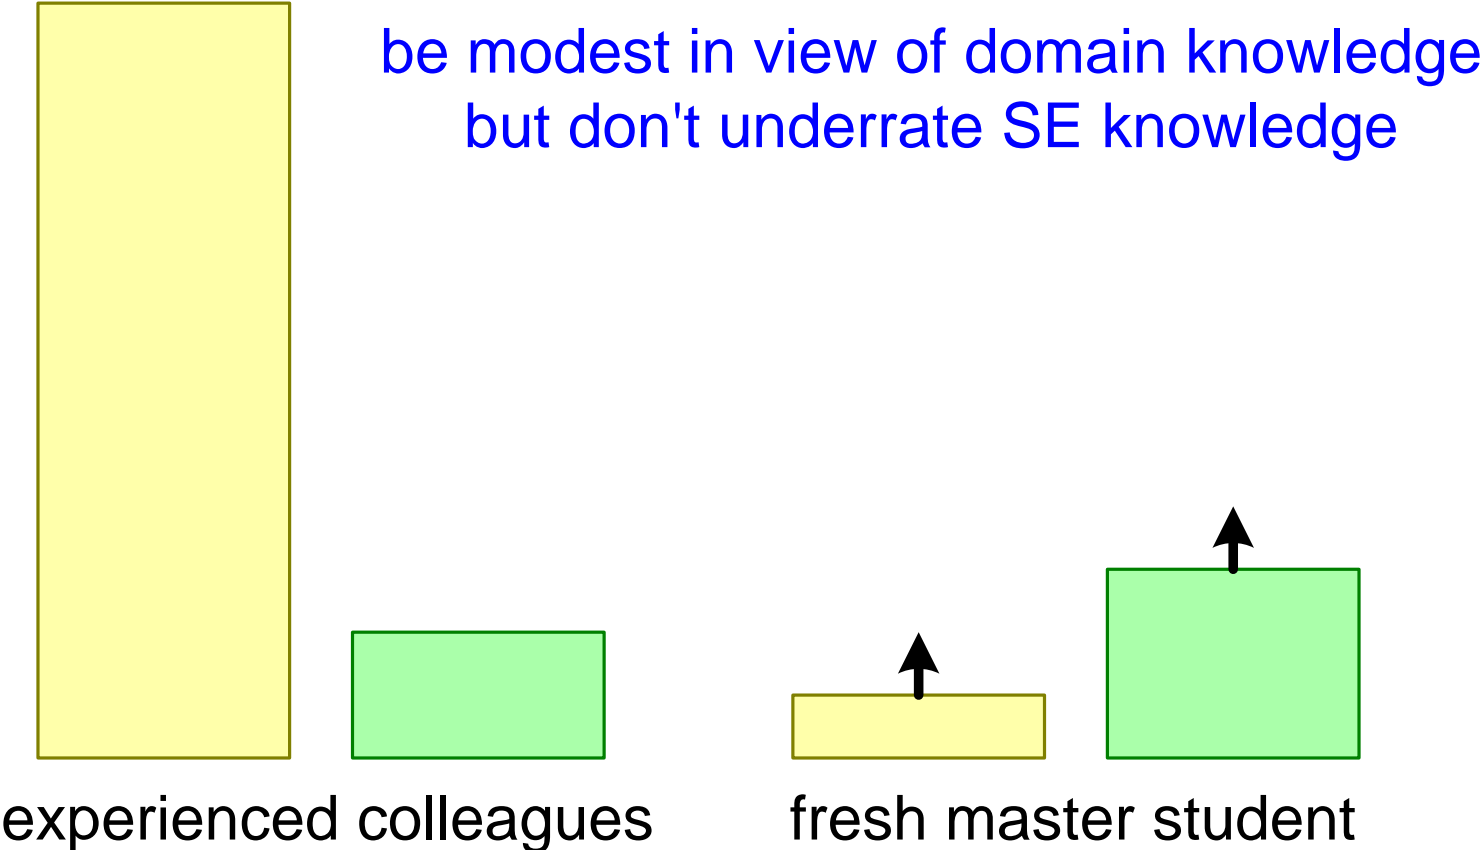 be modest in view of domain knowledge
but don't underrate SE knowledge
experienced colleagues
fresh master student